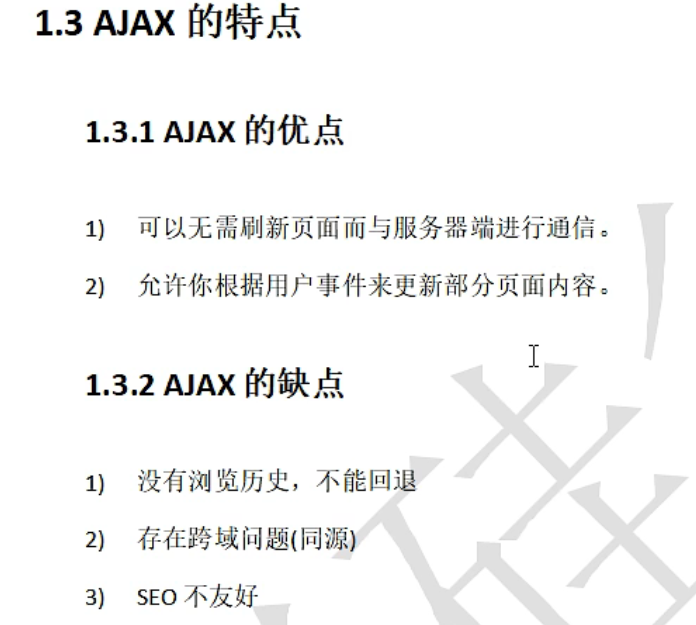 1.3 AJAX 的特点
1.3.1 AJAX 的优点
1) 可以无需刷新页面而与服务器端进行通信。
2) 允许你根据用户事件来更新部分页面内容。
1.3.2 AJAX 的缺点
1) 没有浏览历史，不能回退
2) 存在跨域问题(同源)
3) SEO 不友好